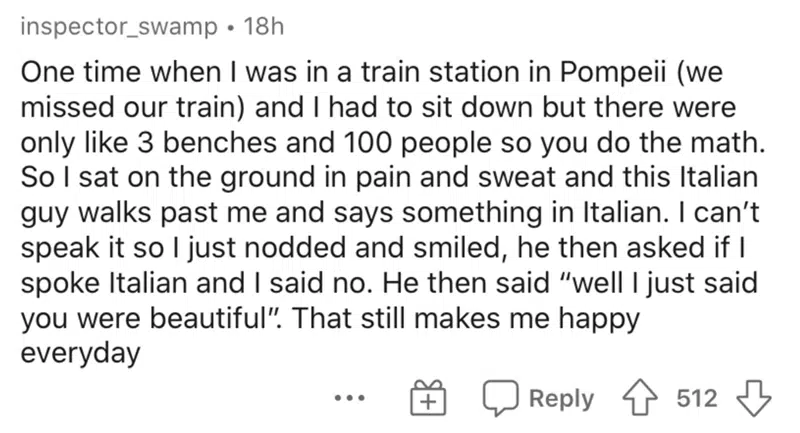 inspector_swamp • 18h
One time when I was in a train station in Pompeii (we
missed our train) and I had to sit down but there were
only like 3 benches and 100 people so you do the math.
So I sat on the ground in pain and sweat and this Italian
guy walks past me and says something in Italian. I can’t
speak it so I just nodded and smiled, he then asked if I
spoke Italian and I said no. He then said “well I just said
you were beautiful”. That still makes me happy
everyday
... Reply 512